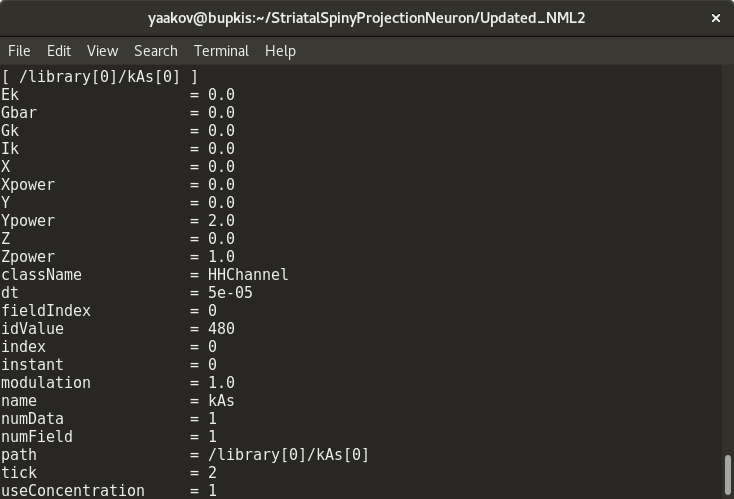 yaakov@bupkis:~/StriatalSpinyProjectionNeuron/Updated_NML2 ×
File Edit View Search Terminal Help
[ /library[0]/kAs[0] ]
Ek = 0.0
Gbar = 0.0
Gk = 0.0
Ik = 0.0
X = 0.0
Xpower = 0.0
Y = 0.0
Ypower = 2.0
Z = 0.0
Zpower = 1.0
className = HHChannel
dt = 5e-05
fieldIndex = 0
idValue = 480
index = 0
instant = 0
modulation = 1.0
name = kAs
numData = 1
numField = 1
path = /library[0]/kAs[0]
tick = 2
useConcentration = 1